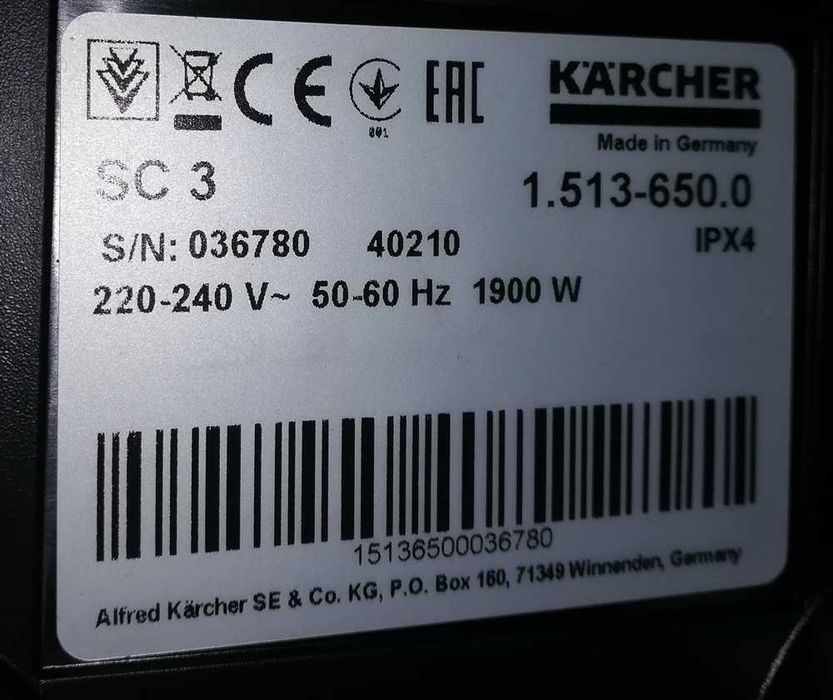 CE EAC KÄRCHER
001
Made in Germany
SC 3 1.513-650.0
S/N: 036780 40210 IPX4
220-240 V~ 50-60 Hz 1900 W
15136500036780
Alfred Kärcher SE & Co. KG, P.O. Box 160, 71349 Winnenden, Germany